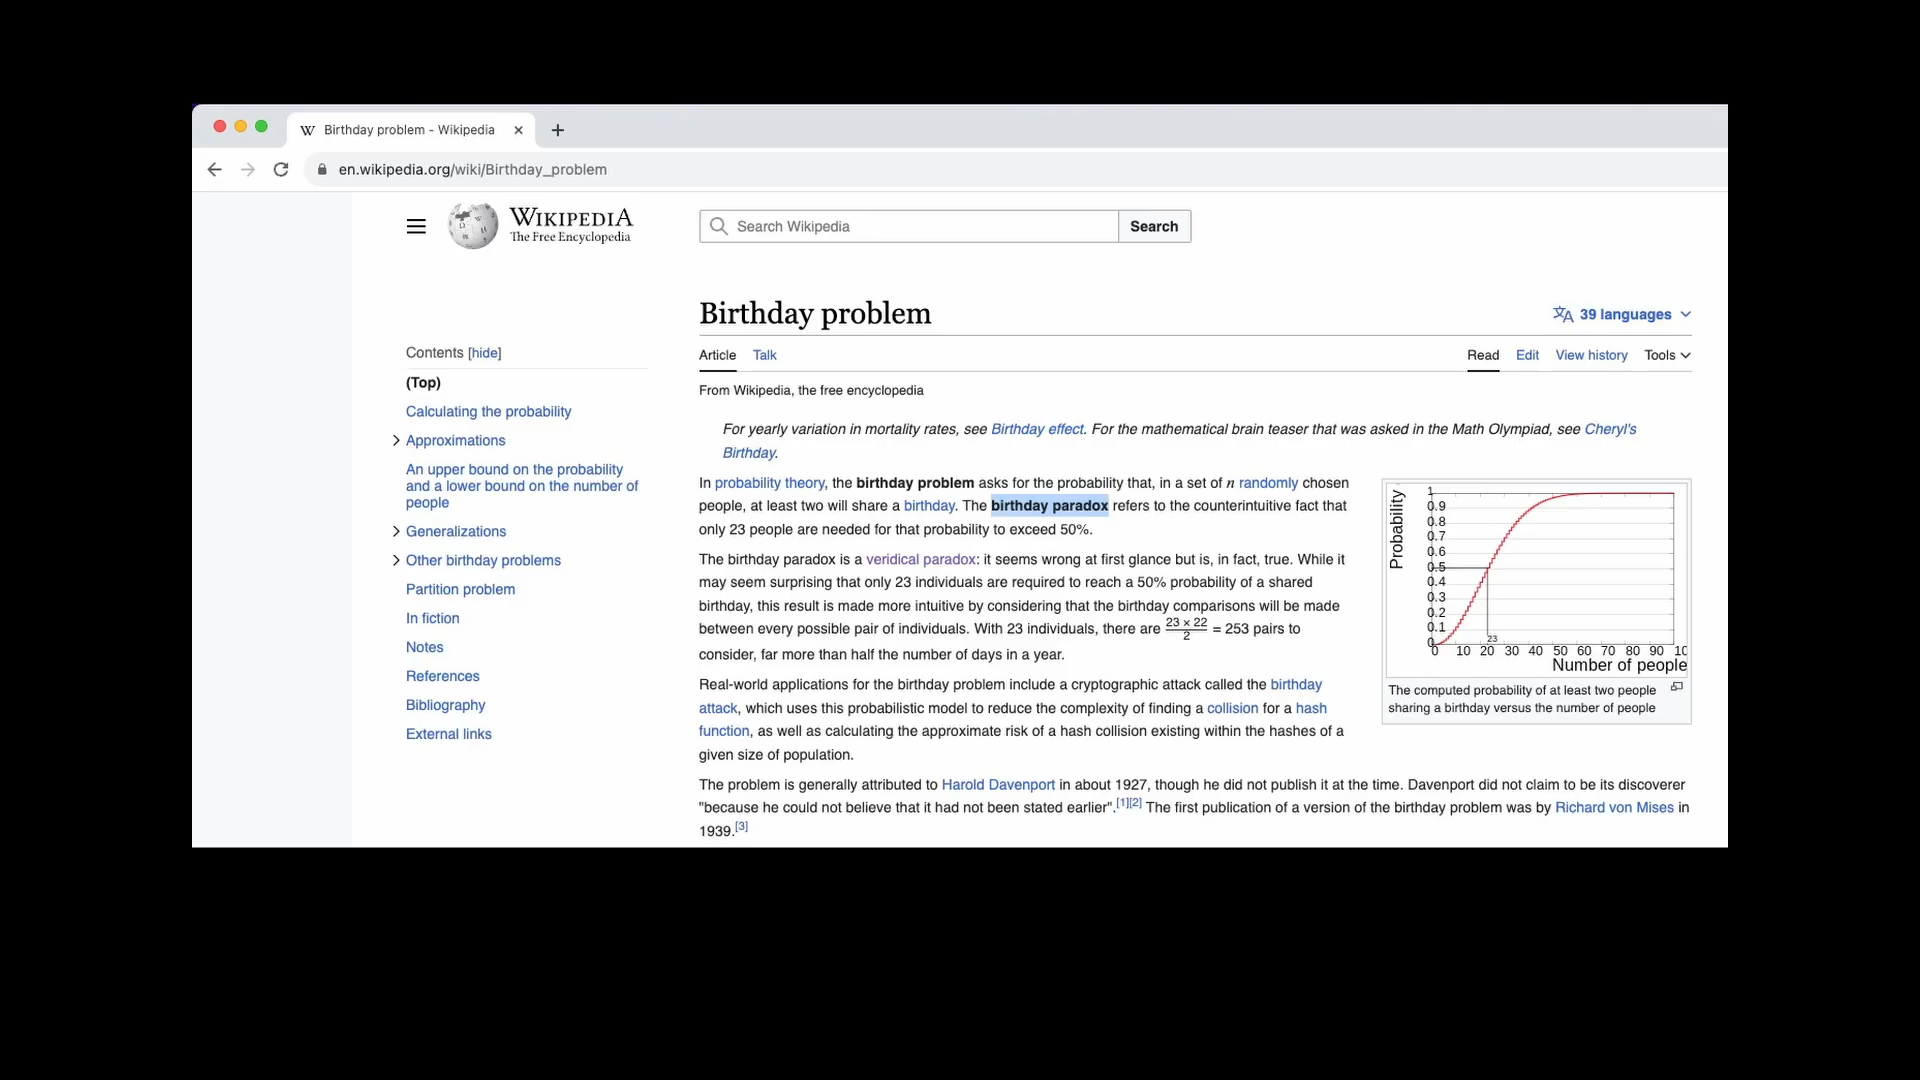 Birthday problem - Wikipedia
en.wikipedia.org/wiki/Birthday_problem
WIKIPEDIA
The Free Encyclopedia
Search Wikipedia
Search
Birthday problem
39 languages
Article Talk
Read Edit View history Tools
From Wikipedia, the free encyclopedia
Contents [hide]
(Top)
Calculating the probability
Approximations
An upper bound on the probability
and a lower bound on the number of
people
Generalizations
Other birthday problems
Partition problem
In fiction
Notes
References
Bibliography
External links
For yearly variation in mortality rates, see Birthday effect. For the mathematical brain teaser that was asked in the Math Olympiad, see Cheryl's
Birthday.
In probability theory, the birthday problem asks for the probability that, in a set of n randomly chosen
people, at least two will share a birthday. The birthday paradox refers to the counterintuitive fact that
only 23 people are needed for that probability to exceed 50%.
The birthday paradox is a veridical paradox: it seems wrong at first glance but is, in fact, true. While it
may seem surprising that only 23 individuals are required to reach a 50% probability of a shared
birthday, this result is made more intuitive by considering that the birthday comparisons will be made
between every possible pair of individuals. With 23 individuals, there are 23 × 22 / 2 = 253 pairs to
consider, far more than half the number of days in a year.
Real-world applications for the birthday problem include a cryptographic attack called the birthday
attack, which uses this probabilistic model to reduce the complexity of finding a collision for a hash
function, as well as calculating the approximate risk of a hash collision existing within the hashes of a
given size of population.
The problem is generally attributed to Harold Davenport in about 1927, though he did not publish it at the time. Davenport did not claim to be its discoverer
"because he could not believe that it had not been stated earlier".[1][2] The first publication of a version of the birthday problem was by Richard von Mises in
1939.[3]
Probability
1
0.9
0.8
0.7
0.6
0.5
0.4
0.3
0.2
0.1
0
23
0 10 20 30 40 50 60 70 80 90 10
Number of people
The computed probability of at least two people
sharing a birthday versus the number of people